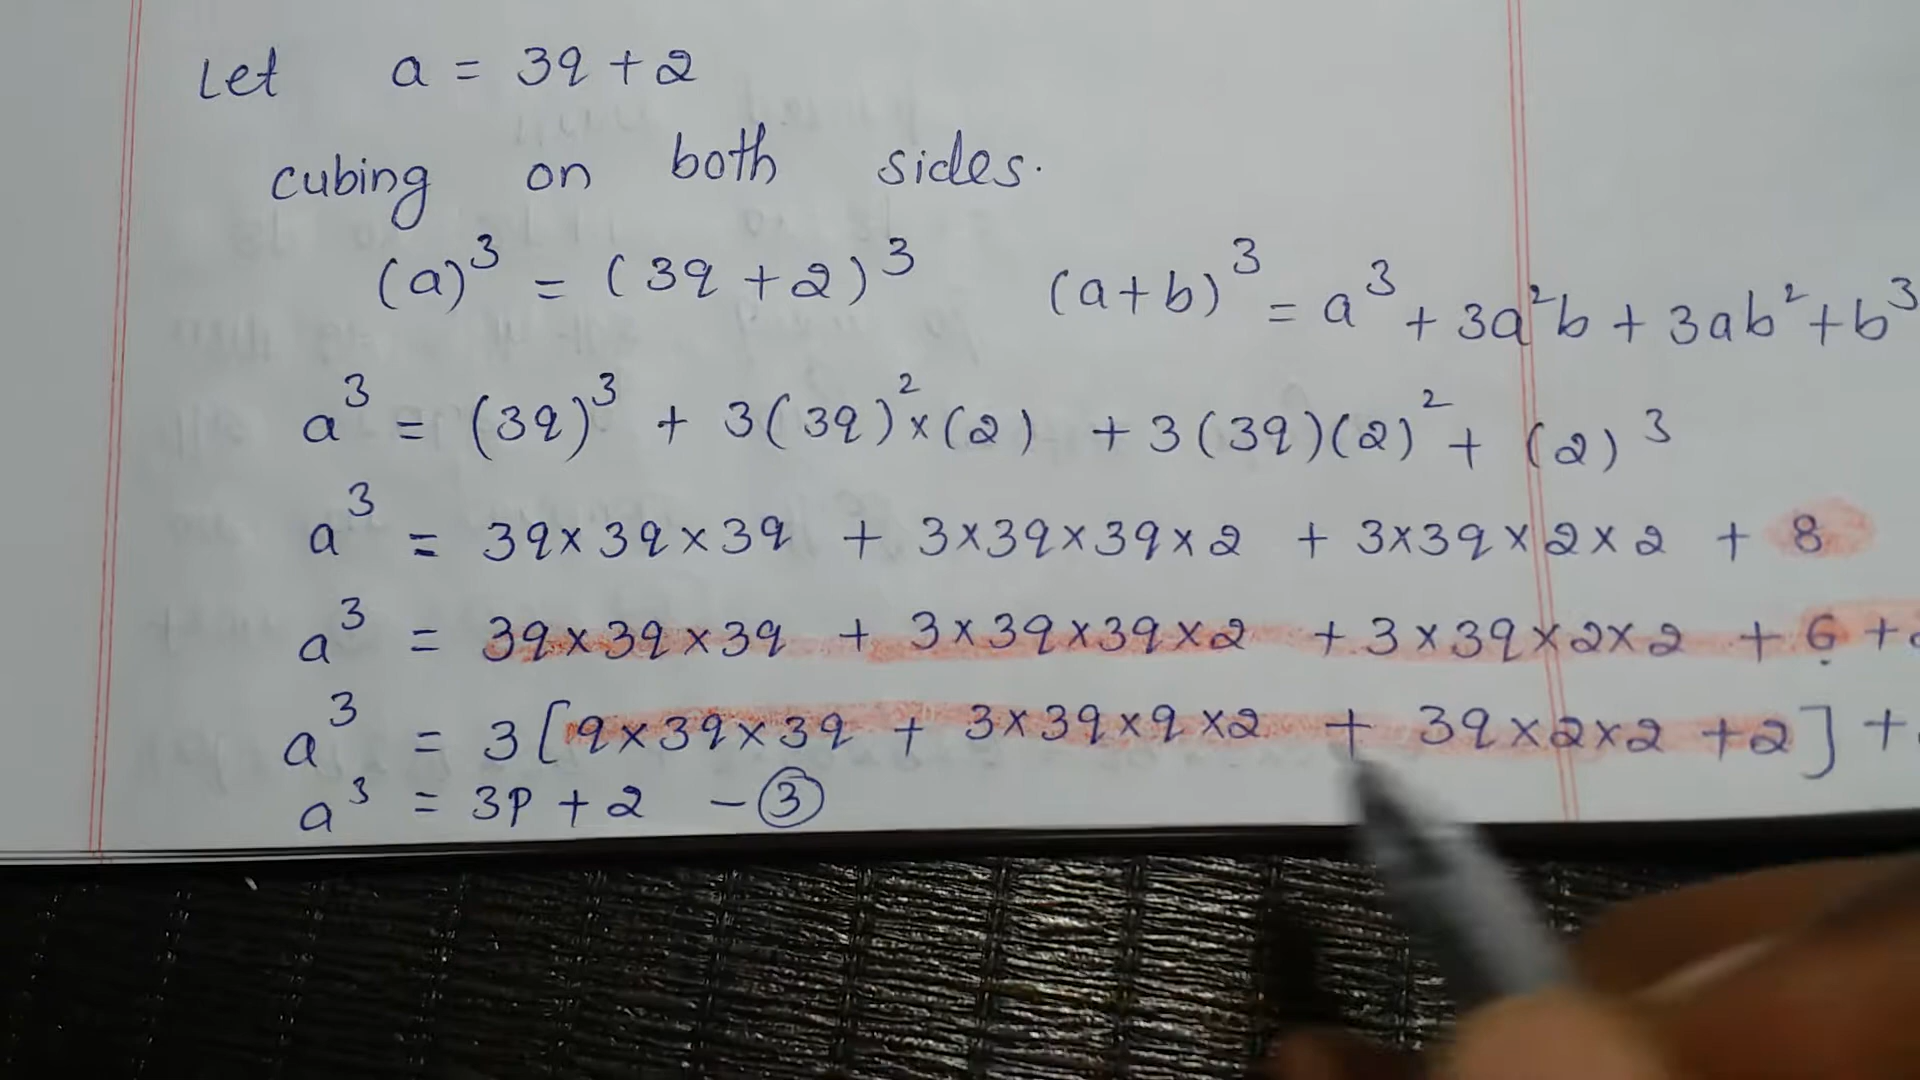 Let a = 3q + 2
cubing on both sides.
(a)³ = (3q + 2)³ (a+b)³ = a³ + 3a²b + 3ab² + b³
a³ = (3q)³ + 3(3q)² × (2) + 3(3q)(2)² + (2)³
a³ = 3q × 3q × 3q + 3 × 3q × 3q × 2 + 3 × 3q × 2 × 2 + 8
a³ = 3q × 3q × 3q + 3 × 3q × 3q × 2 + 3 × 3q × 2 × 2 + 6 +
a³ = 3 [q × 3q × 3q + 3 × 3q × q × 2 + 3q × 2 × 2 + 2] +
a³ = 3p + 2 - ③